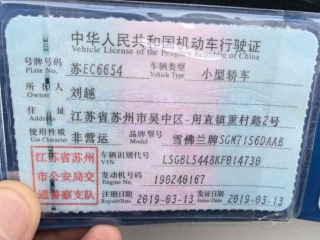 中华人民共和国机动车行驶证
Vehicle License of the People's Republic of China
号牌号码 苏EC6654 车辆类型 小型轿车
Plate No. Vehicle Type
所有人 刘越
Owner
住址 江苏省苏州市吴中区-甪直镇重村路2号
Address
使用性质 非营运 品牌型号 雪佛兰牌SGM7156DAAB
Use Character Model
江苏省苏州 车辆识别代号 LSGBL5448KF014730
VIN
市公安局交 发动机号码 190240167
Engine No.
通警察支队 注册日期 2019-03-13 发证日期 2019-03-13
Register Date Issue Date